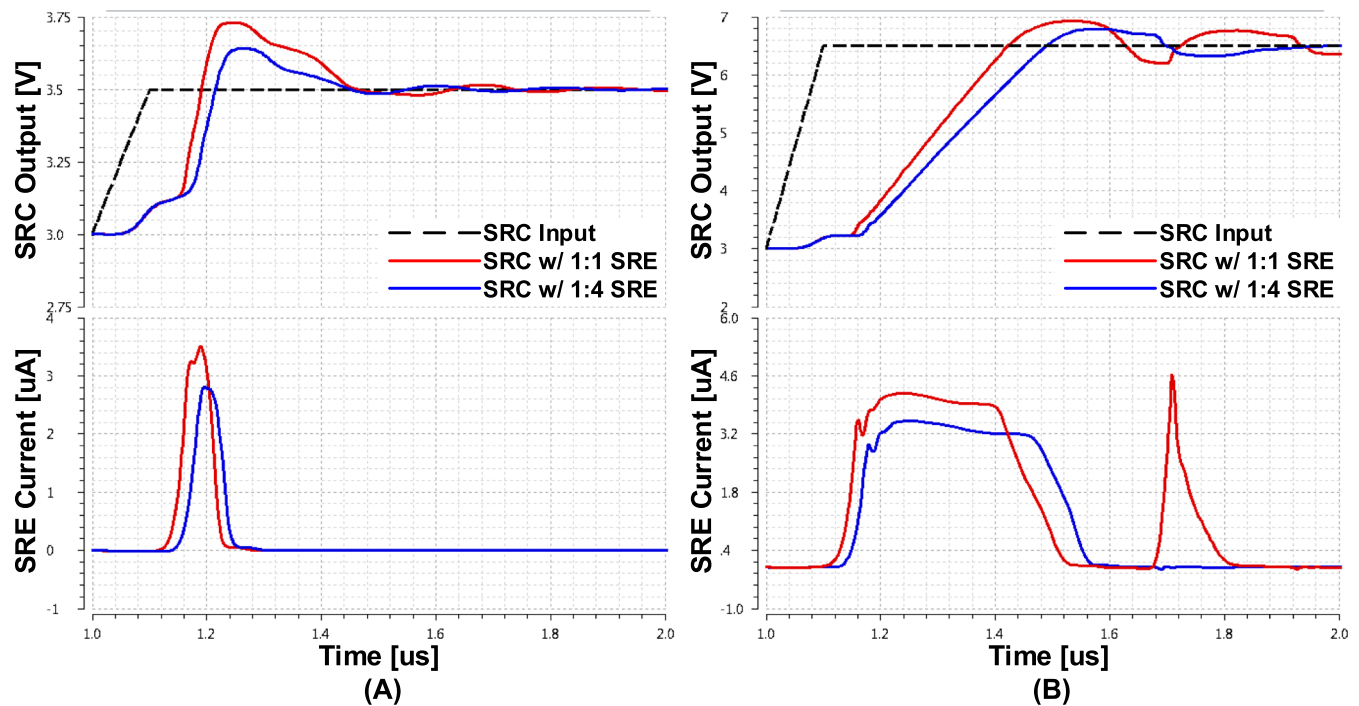 3.75
3.5
3.25
3.0
2.75
SRC Output [V]
SRC Input
SRC w/ 1:1 SRE
SRC w/ 1:4 SRE
4
3
2
1
0
-1
SRE Current [uA]
1.0 1.2 1.4 1.6 1.8 2.0
Time [us]
(A)
7
6
5
4
3
2
SRC Output [V]
SRC Input
SRC w/ 1:1 SRE
SRC w/ 1:4 SRE
6.0
4.6
3.2
1.8
.4
-1.0
SRE Current [uA]
1.0 1.2 1.4 1.6 1.8 2.0
Time [us]
(B)